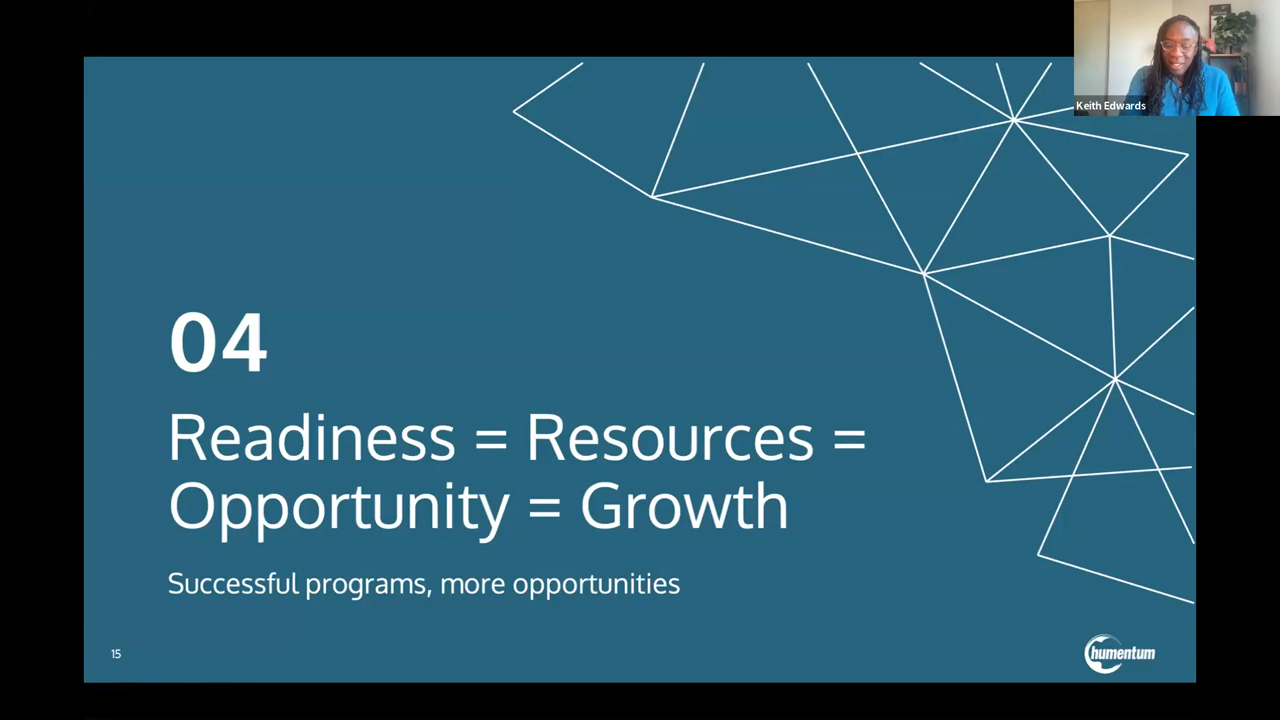 Keith Edwards
04
Readiness = Resources =
Opportunity = Growth
Successful programs, more opportunities
15
humentum